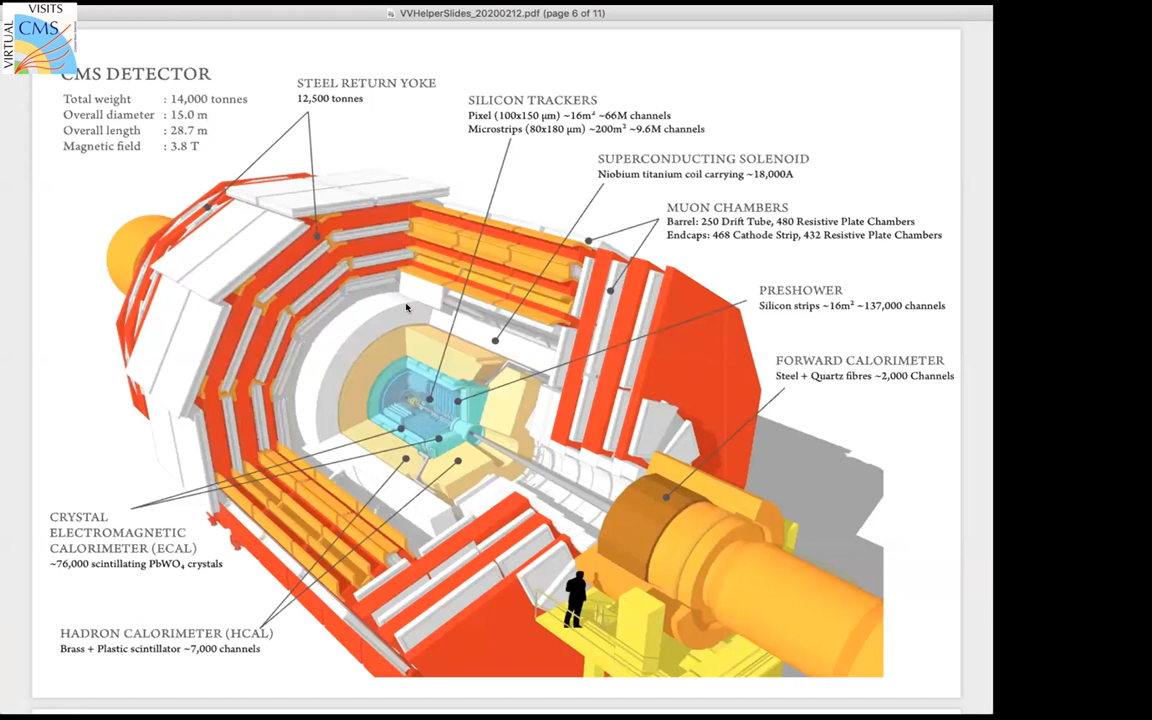 VVHelperSlides_20200212.pdf (page 6 of 11)
VIRTUAL
VISITS
CMS
CMS DETECTOR
Total weight : 14,000 tonnes
Overall diameter : 15.0 m
Overall length : 28.7 m
Magnetic field : 3.8 T
STEEL RETURN YOKE
12,500 tonnes
SILICON TRACKERS
Pixel (100x150 μm) ~16m² ~66M channels
Microstrips (80x180 μm) ~200m² ~9.6M channels
SUPERCONDUCTING SOLENOID
Niobium titanium coil carrying ~18,000A
MUON CHAMBERS
Barrel: 250 Drift Tube, 480 Resistive Plate Chambers
Endcaps: 468 Cathode Strip, 432 Resistive Plate Chambers
PRESHOWER
Silicon strips ~16m² ~137,000 channels
FORWARD CALORIMETER
Steel + Quartz fibres ~2,000 Channels
CRYSTAL
ELECTROMAGNETIC
CALORIMETER (ECAL)
~76,000 scintillating PbWO₄ crystals
HADRON CALORIMETER (HCAL)
Brass + Plastic scintillator ~7,000 channels